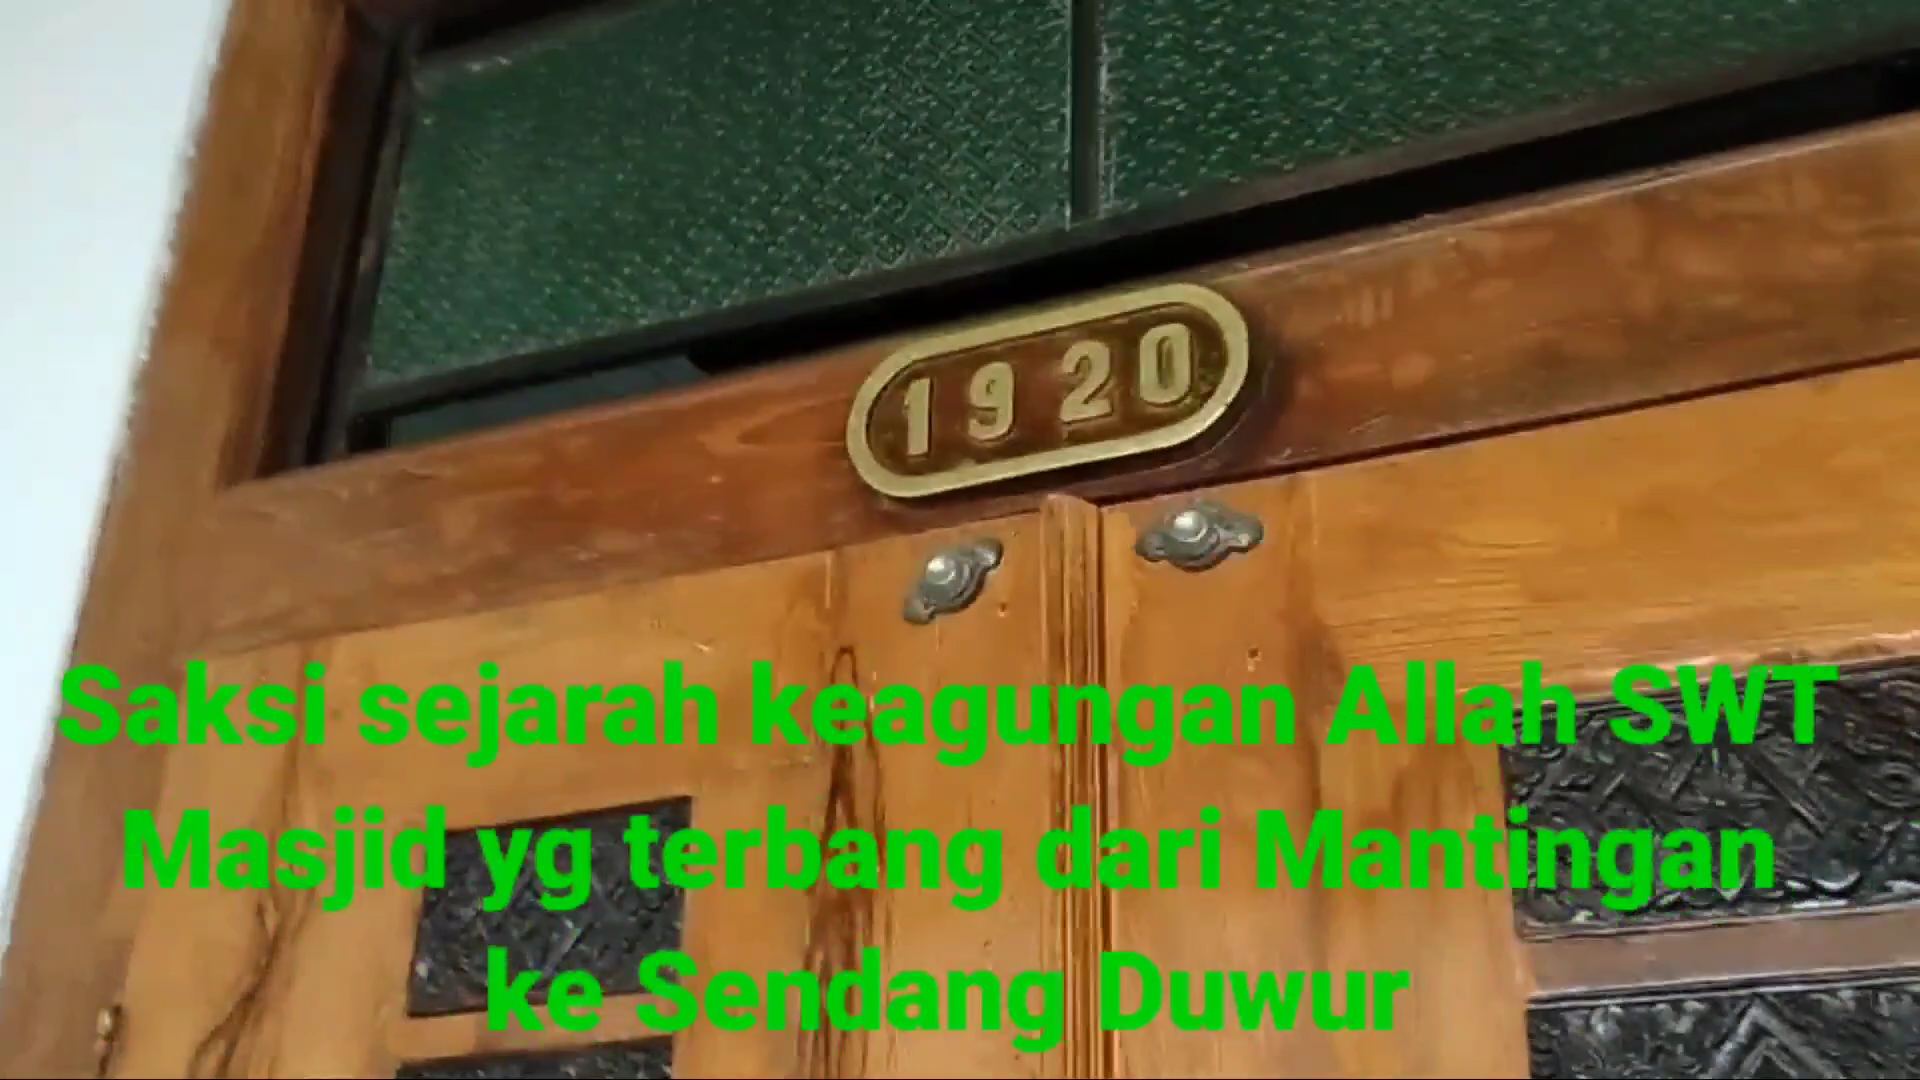 1920
Saksi sejarah keagungan Allah SWT
Masjid yg terbang dari Mantingan
ke Sendang Duwur